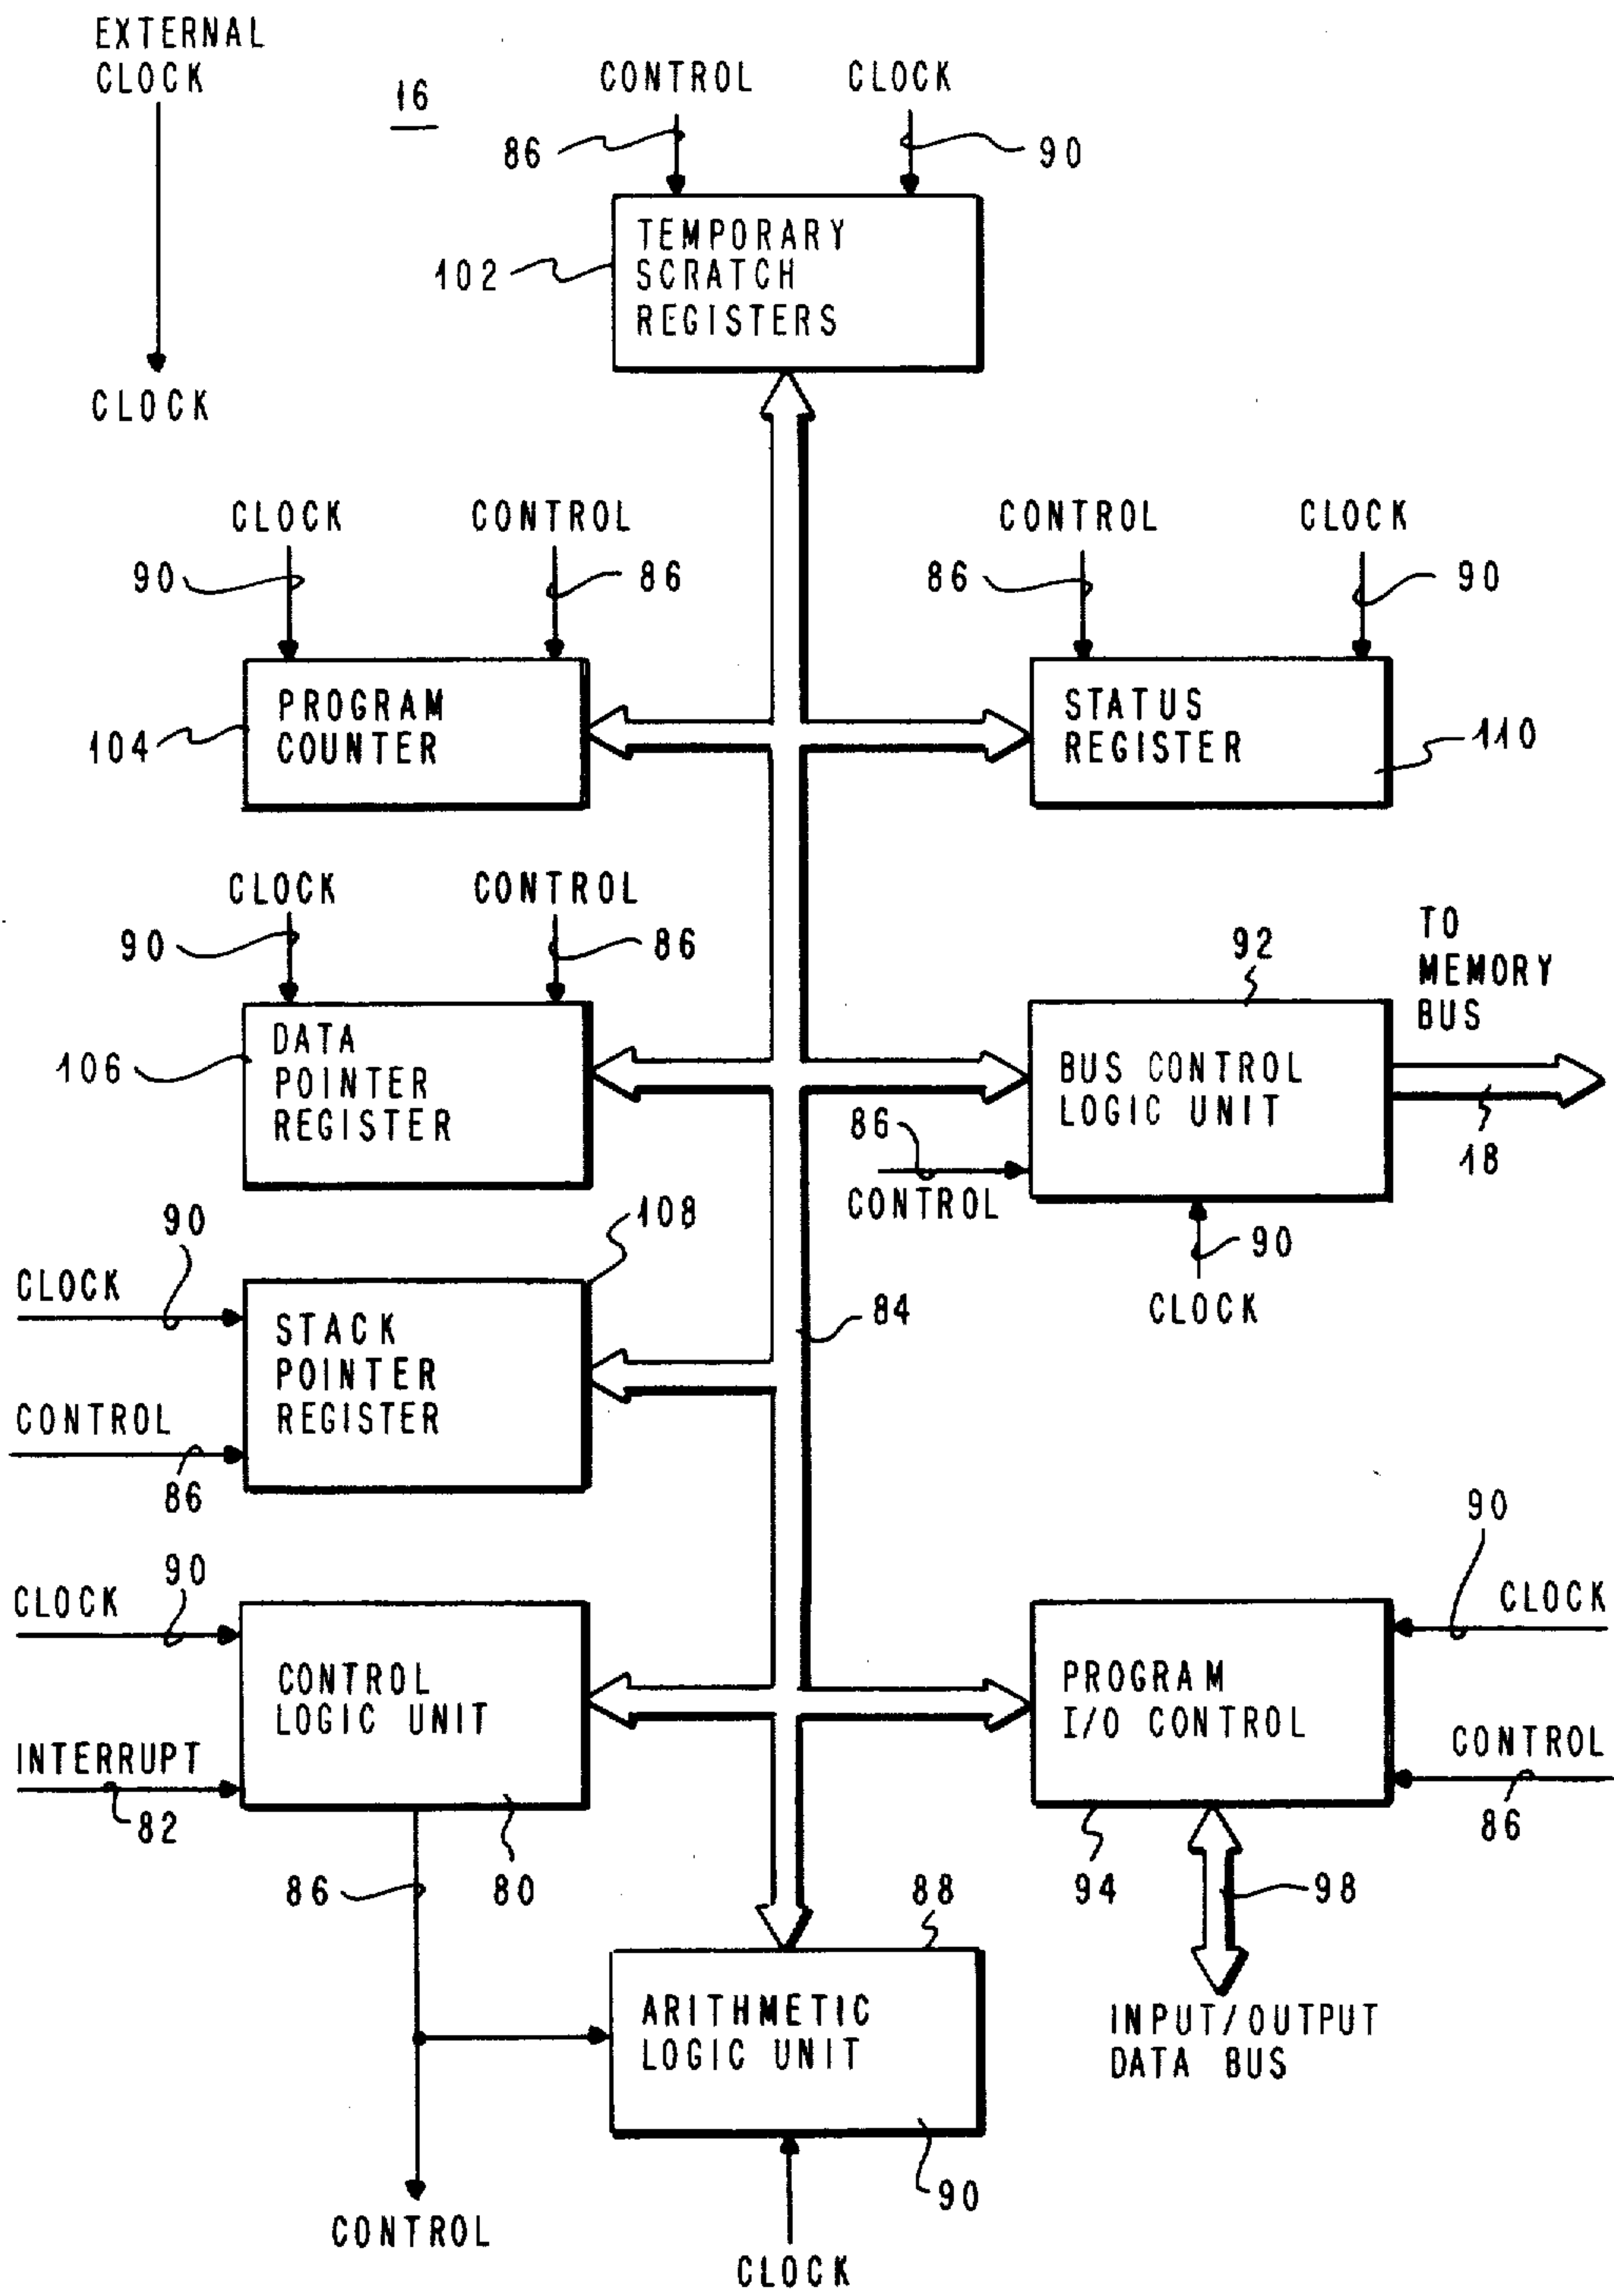 EXTERNAL
CLOCK
CLOCK
16
CONTROL
CLOCK
86
90
TEMPORARY
SCRATCH
REGISTERS
102
CLOCK
CONTROL
90
86
PROGRAM
COUNTER
104
CONTROL
CLOCK
86
90
STATUS
REGISTER
110
CLOCK
CONTROL
90
86
DATA
POINTER
REGISTER
106
92
BUS CONTROL
LOGIC UNIT
TO
MEMORY
BUS
18
86
CONTROL
90
CLOCK
108
90
CLOCK
STACK
POINTER
REGISTER
CONTROL
86
84
90
CLOCK
CONTROL
LOGIC UNIT
INTERRUPT
82
86
80
90
CLOCK
PROGRAM
I/O CONTROL
CONTROL
86
94
98
INPUT/OUTPUT
DATA BUS
88
ARITHMETIC
LOGIC UNIT
90
CONTROL
CLOCK